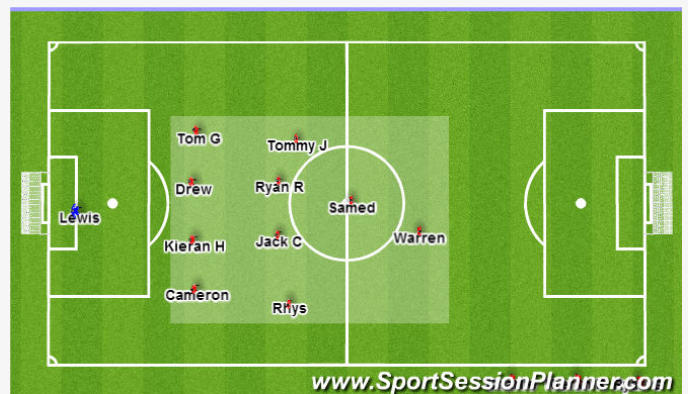 Tom G
Tommy J
Drew
Ryan R
Lewis
Samed
Kieran H
Jack C
Warren
Cameron
Rhys
www.SportSessionPlanner.com